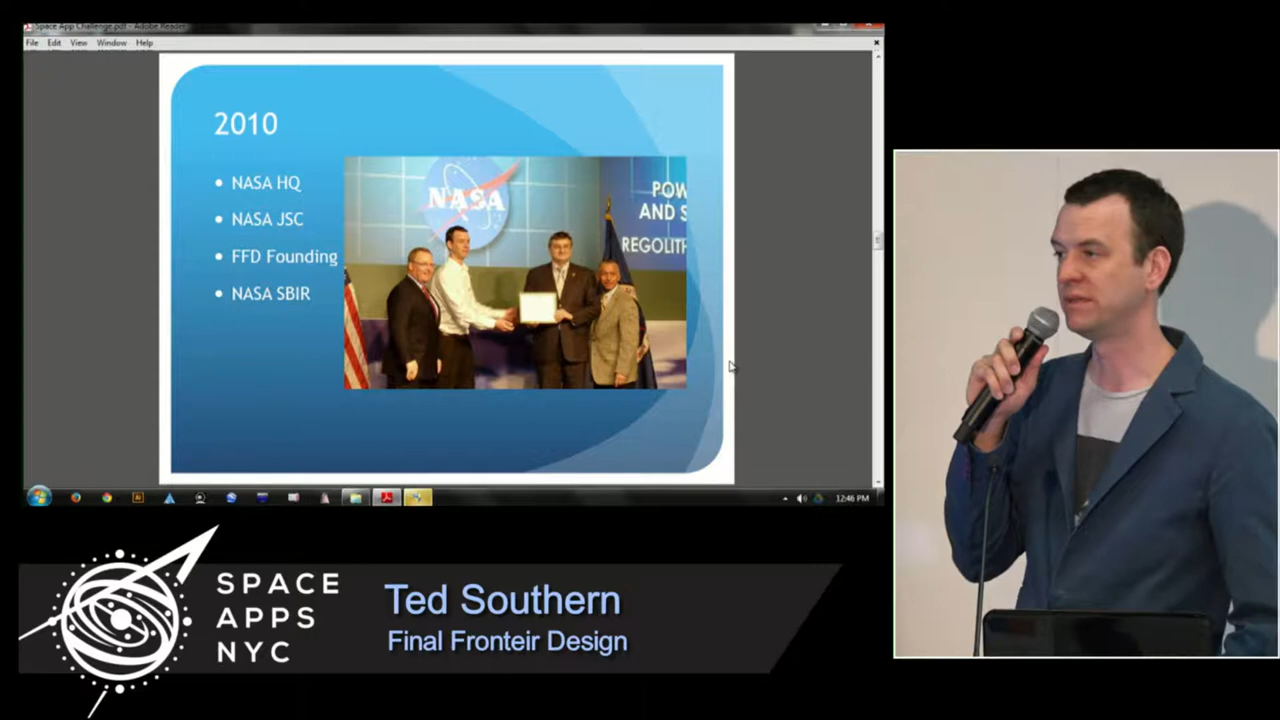 Space App Challenge.pdf - Adobe Reader
File Edit View Window Help
2010
• NASA HQ
• NASA JSC
• FFD Founding
• NASA SBIR
NASA
POW
AND S
REGOLITH
12:46 PM
SPACE
APPS
NYC
Ted Southern
Final Fronteir Design